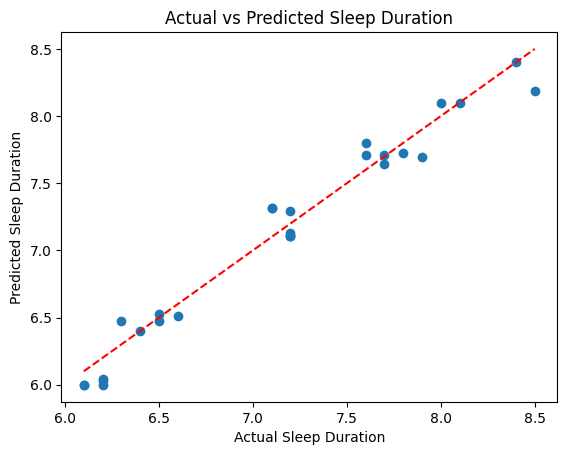 Actual vs Predicted Sleep Duration
8.5
8.0
7.5
7.0
6.5
6.0
Predicted Sleep Duration
6.0 6.5 7.0 7.5 8.0 8.5
Actual Sleep Duration